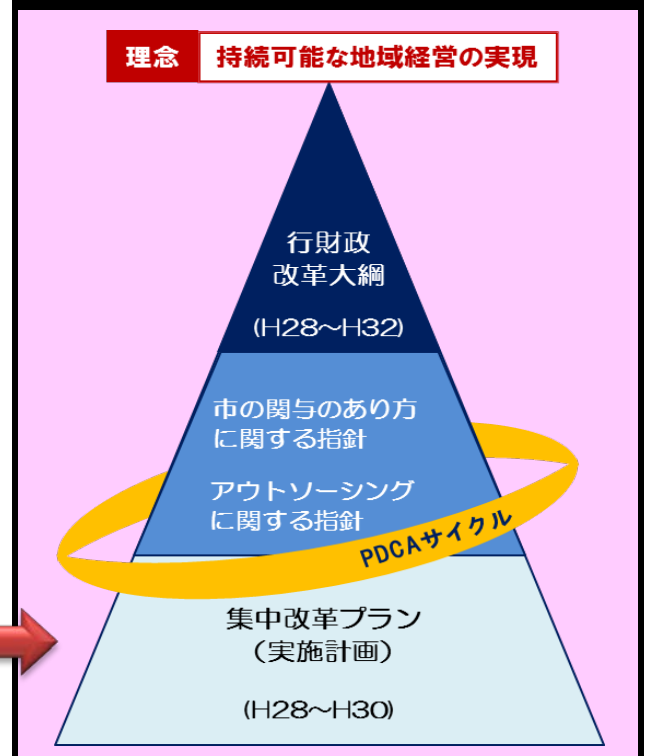 理念 持続可能な地域経営の実現
行財政
改革大綱
(H28～H32)
市の関与のあり方
に関する指針
アウトソーシング
に関する指針
PDCAサイクル
集中改革プラン
（実施計画）
(H28～H30)